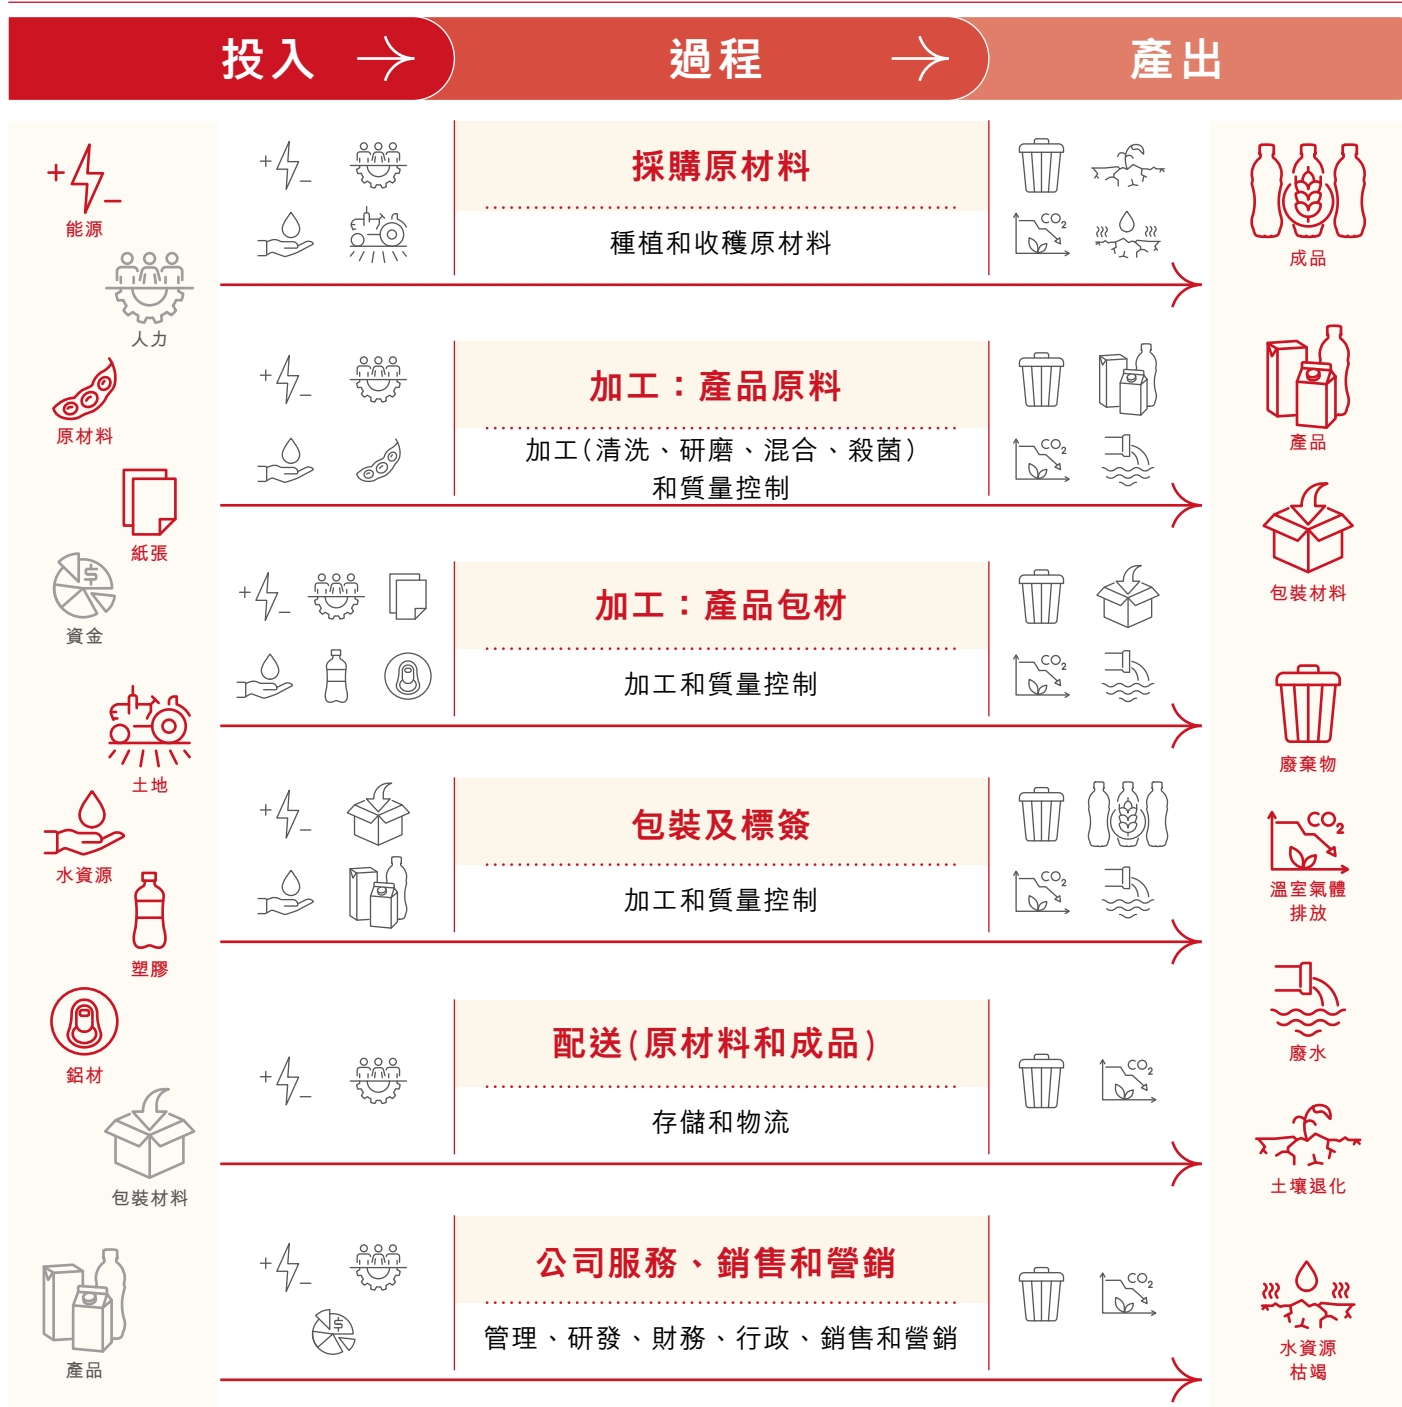 投入
過程
產出
能源
人力
原材料
紙張
資金
土地
水資源
塑膠
鋁材
包裝材料
產品
採購原材料
種植和收穫原材料
CO2
加工：產品原料
加工(清洗、研磨、混合、殺菌)
和質量控制
CO2
加工：產品包材
加工和質量控制
CO2
包裝及標簽
加工和質量控制
CO2
配送(原材料和成品)
存儲和物流
CO2
公司服務、銷售和營銷
管理、研發、財務、行政、銷售和營銷
CO2
成品
產品
包裝材料
廢棄物
CO2
溫室氣體
排放
廢水
土壤退化
水資源
枯竭